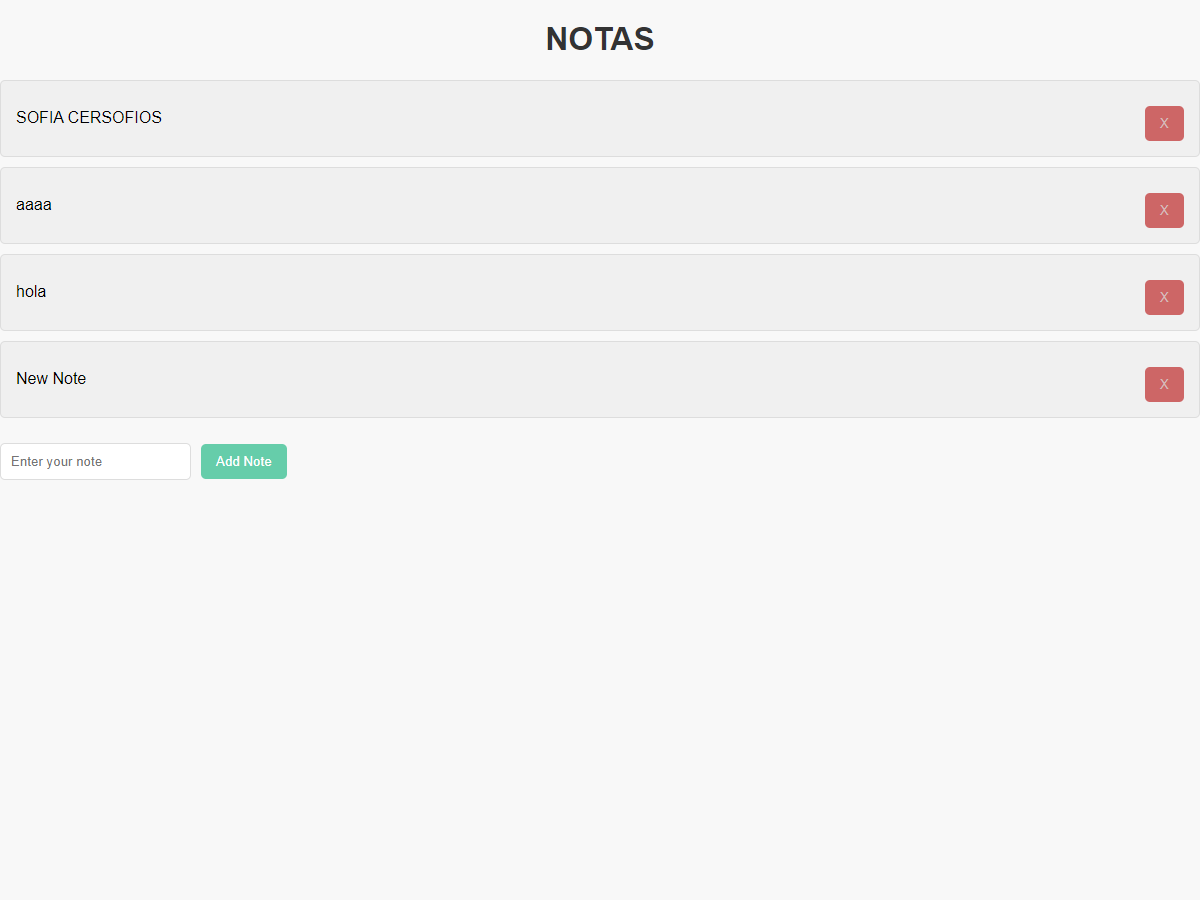 NOTAS
SOFIA CERSOFIOS
X
aaaa
X
hola
X
New Note
X
Enter your note
Add Note